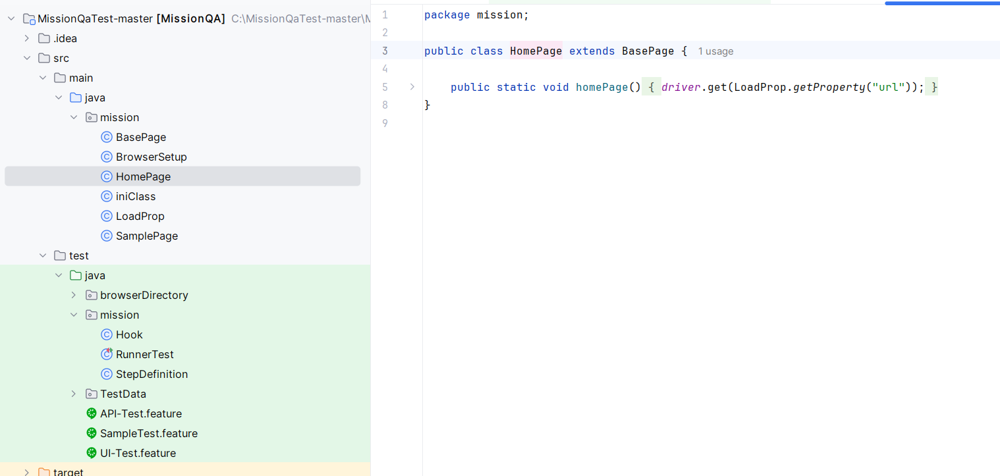 MissionQaTest-master [MissionQA] C:\MissionQaTest-master\M
.idea
src
main
java
mission
BasePage
BrowserSetup
HomePage
iniClass
LoadProp
SamplePage
test
java
browserDirectory
mission
Hook
RunnerTest
StepDefinition
TestData
API-Test.feature
SampleTest.feature
UI-Test.feature
target
1 package mission;
2
3 public class HomePage extends BasePage { 1 usage
4
5 public static void homePage() { driver.get(LoadProp.getProperty("url")); }
8 }
9